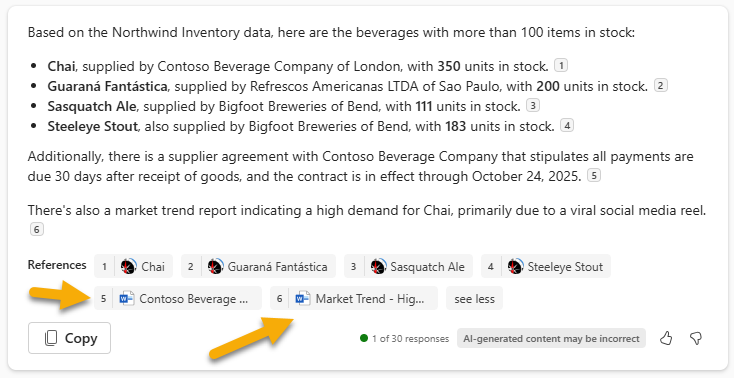 Based on the Northwind Inventory data, here are the beverages with more than 100 items in stock:
• Chai, supplied by Contoso Beverage Company of London, with 350 units in stock. 1
• Guaraná Fantástica, supplied by Refrescos Americanas LTDA of Sao Paulo, with 200 units in stock. 2
• Sasquatch Ale, supplied by Bigfoot Breweries of Bend, with 111 units in stock. 3
• Steeleye Stout, also supplied by Bigfoot Breweries of Bend, with 183 units in stock. 4
Additionally, there is a supplier agreement with Contoso Beverage Company that stipulates all payments are
due 30 days after receipt of goods, and the contract is in effect through October 24, 2025. 5
There's also a market trend report indicating a high demand for Chai, primarily due to a viral social media reel.
6
References 1 Chai 2 Guaraná Fantástica 3 Sasquatch Ale 4 Steeleye Stout
5 Contoso Beverage ... 6 Market Trend - Hig... see less
Copy 1 of 30 responses AI-generated content may be incorrect